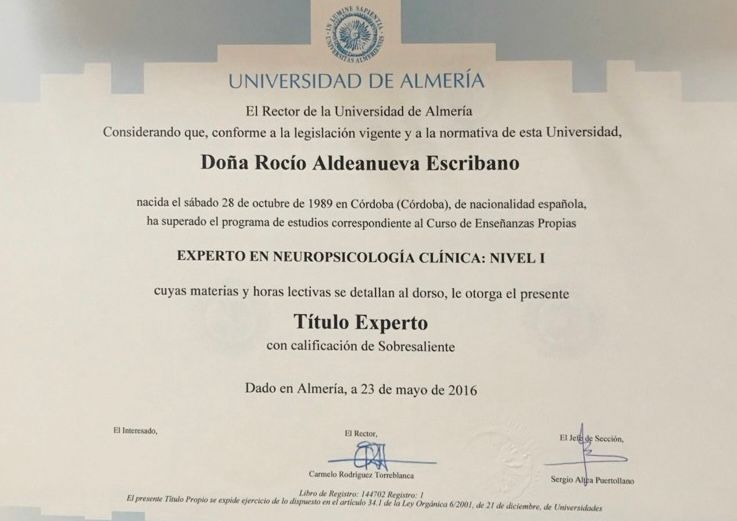 IN LUMINE SAPIENTIA
UNIVERSITAS ALMERIENSIS
UNIVERSIDAD DE ALMERÍA
El Rector de la Universidad de Almería
Considerando que, conforme a la legislación vigente y a la normativa de esta Universidad,
Doña Rocío Aldeanueva Escribano
nacida el sábado 28 de octubre de 1989 en Córdoba (Córdoba), de nacionalidad española,
ha superado el programa de estudios correspondiente al Curso de Enseñanzas Propias
EXPERTO EN NEUROPSICOLOGÍA CLÍNICA: NIVEL I
cuyas materias y horas lectivas se detallan al dorso, le otorga el presente
Título Experto
con calificación de Sobresaliente
Dado en Almería, a 23 de mayo de 2016
El Interesado,
El Rector,
El Jefe de Sección,
Carmelo Rodríguez Torreblanca
Sergio Puertollano
Libro de Registro: 144702 Registro: 1
El presente Título Propio se expide ejercicio de lo dispuesto en el artículo 34.1 de la Ley Orgánica 6/2001, de 21 de diciembre, de Universidades